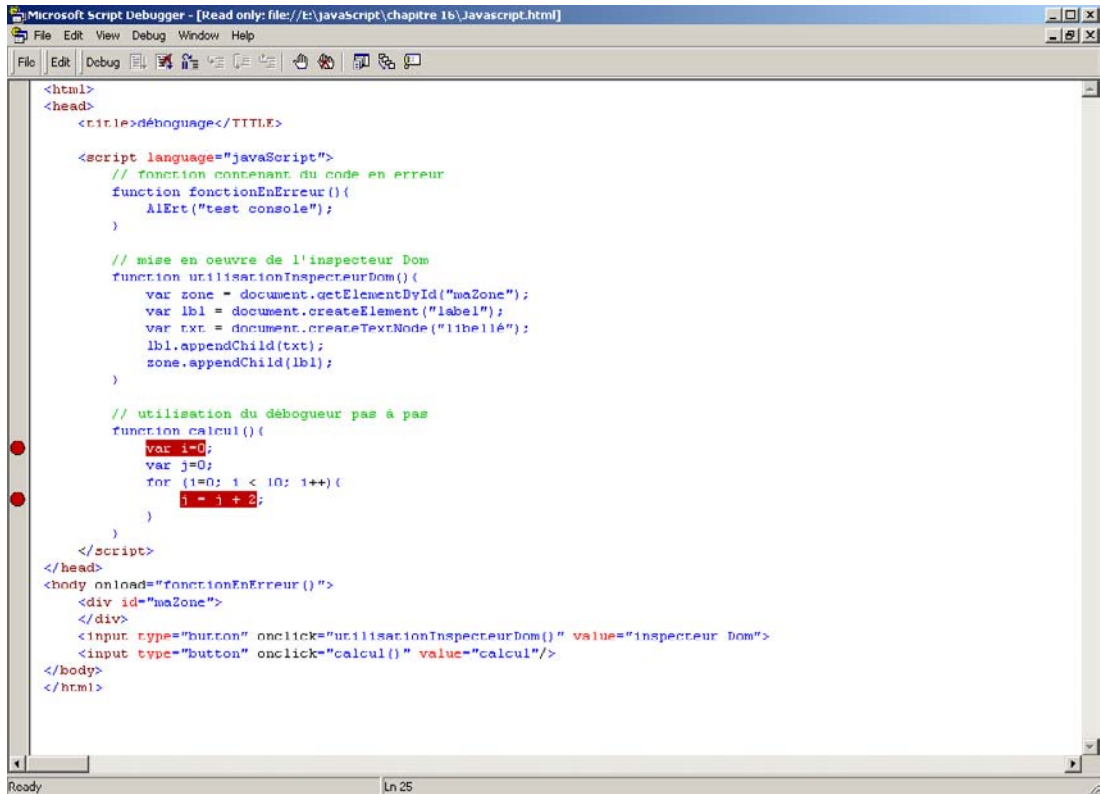 Microsoft Script Debugger - [Read only: file://E:\javaScript\chapitre 16\Javascript.html]
File Edit View Debug Window Help
File Edit Debug
<html>
<head>
<title>déboguage</TITLE>
<script language="javaScript">
// fonction contenant du code en erreur
function fonctionEnErreur(){
AlErt("test console");
}
// mise en oeuvre de l'inspecteur Dom
function utilisationInspecteurDom(){
var zone = document.getElementById("maZone");
var lbl = document.createElement("label");
var txt = document.createTextNode("libellé");
lbl.appendChild(txt);
zone.appendChild(lbl);
}
// utilisation du débogueur pas à pas
function calcul(){
var i=0;
var j=0;
for (i=0; i < 10; i++){
j = j + 2;
}
}
</script>
</head>
<body onload="fonctionEnErreur()">
<div id="maZone">
</div>
<input type="button" onclick="utilisationInspecteurDom()" value="inspecteur Dom">
<input type="button" onclick="calcul()" value="calcul"/>
</body>
</html>
Ready Ln 25